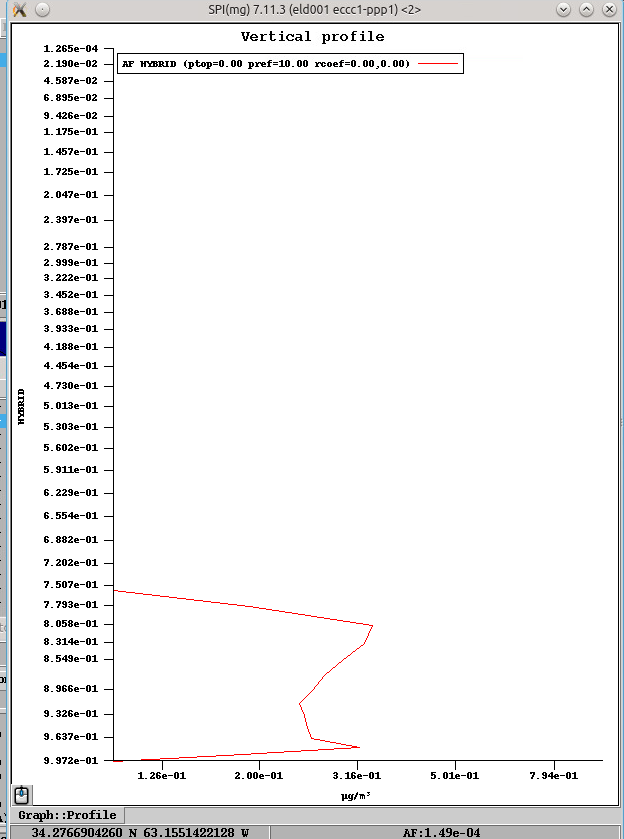 SPI(mg) 7.11.3 (eld001 eccc1-ppp1) <2>
Vertical profile
AF HYBRID (ptop=0.00 pref=10.00 rcoef=0.00,0.00)
1.265e-04
2.190e-02
4.587e-02
6.895e-02
9.426e-02
1.175e-01
1.457e-01
1.725e-01
2.047e-01
2.397e-01
2.787e-01
2.999e-01
3.222e-01
3.452e-01
3.688e-01
3.933e-01
4.188e-01
4.454e-01
4.730e-01
5.013e-01
5.303e-01
5.602e-01
5.911e-01
6.229e-01
6.554e-01
6.882e-01
7.202e-01
7.507e-01
7.793e-01
8.058e-01
8.314e-01
8.549e-01
8.966e-01
9.326e-01
9.637e-01
9.972e-01
HYBRID
1.26e-01 2.00e-01 3.16e-01 5.01e-01 7.94e-01
µg/m³
Graph::Profile
34.2766904260 N 63.1551422128 W AF:1.49e-04